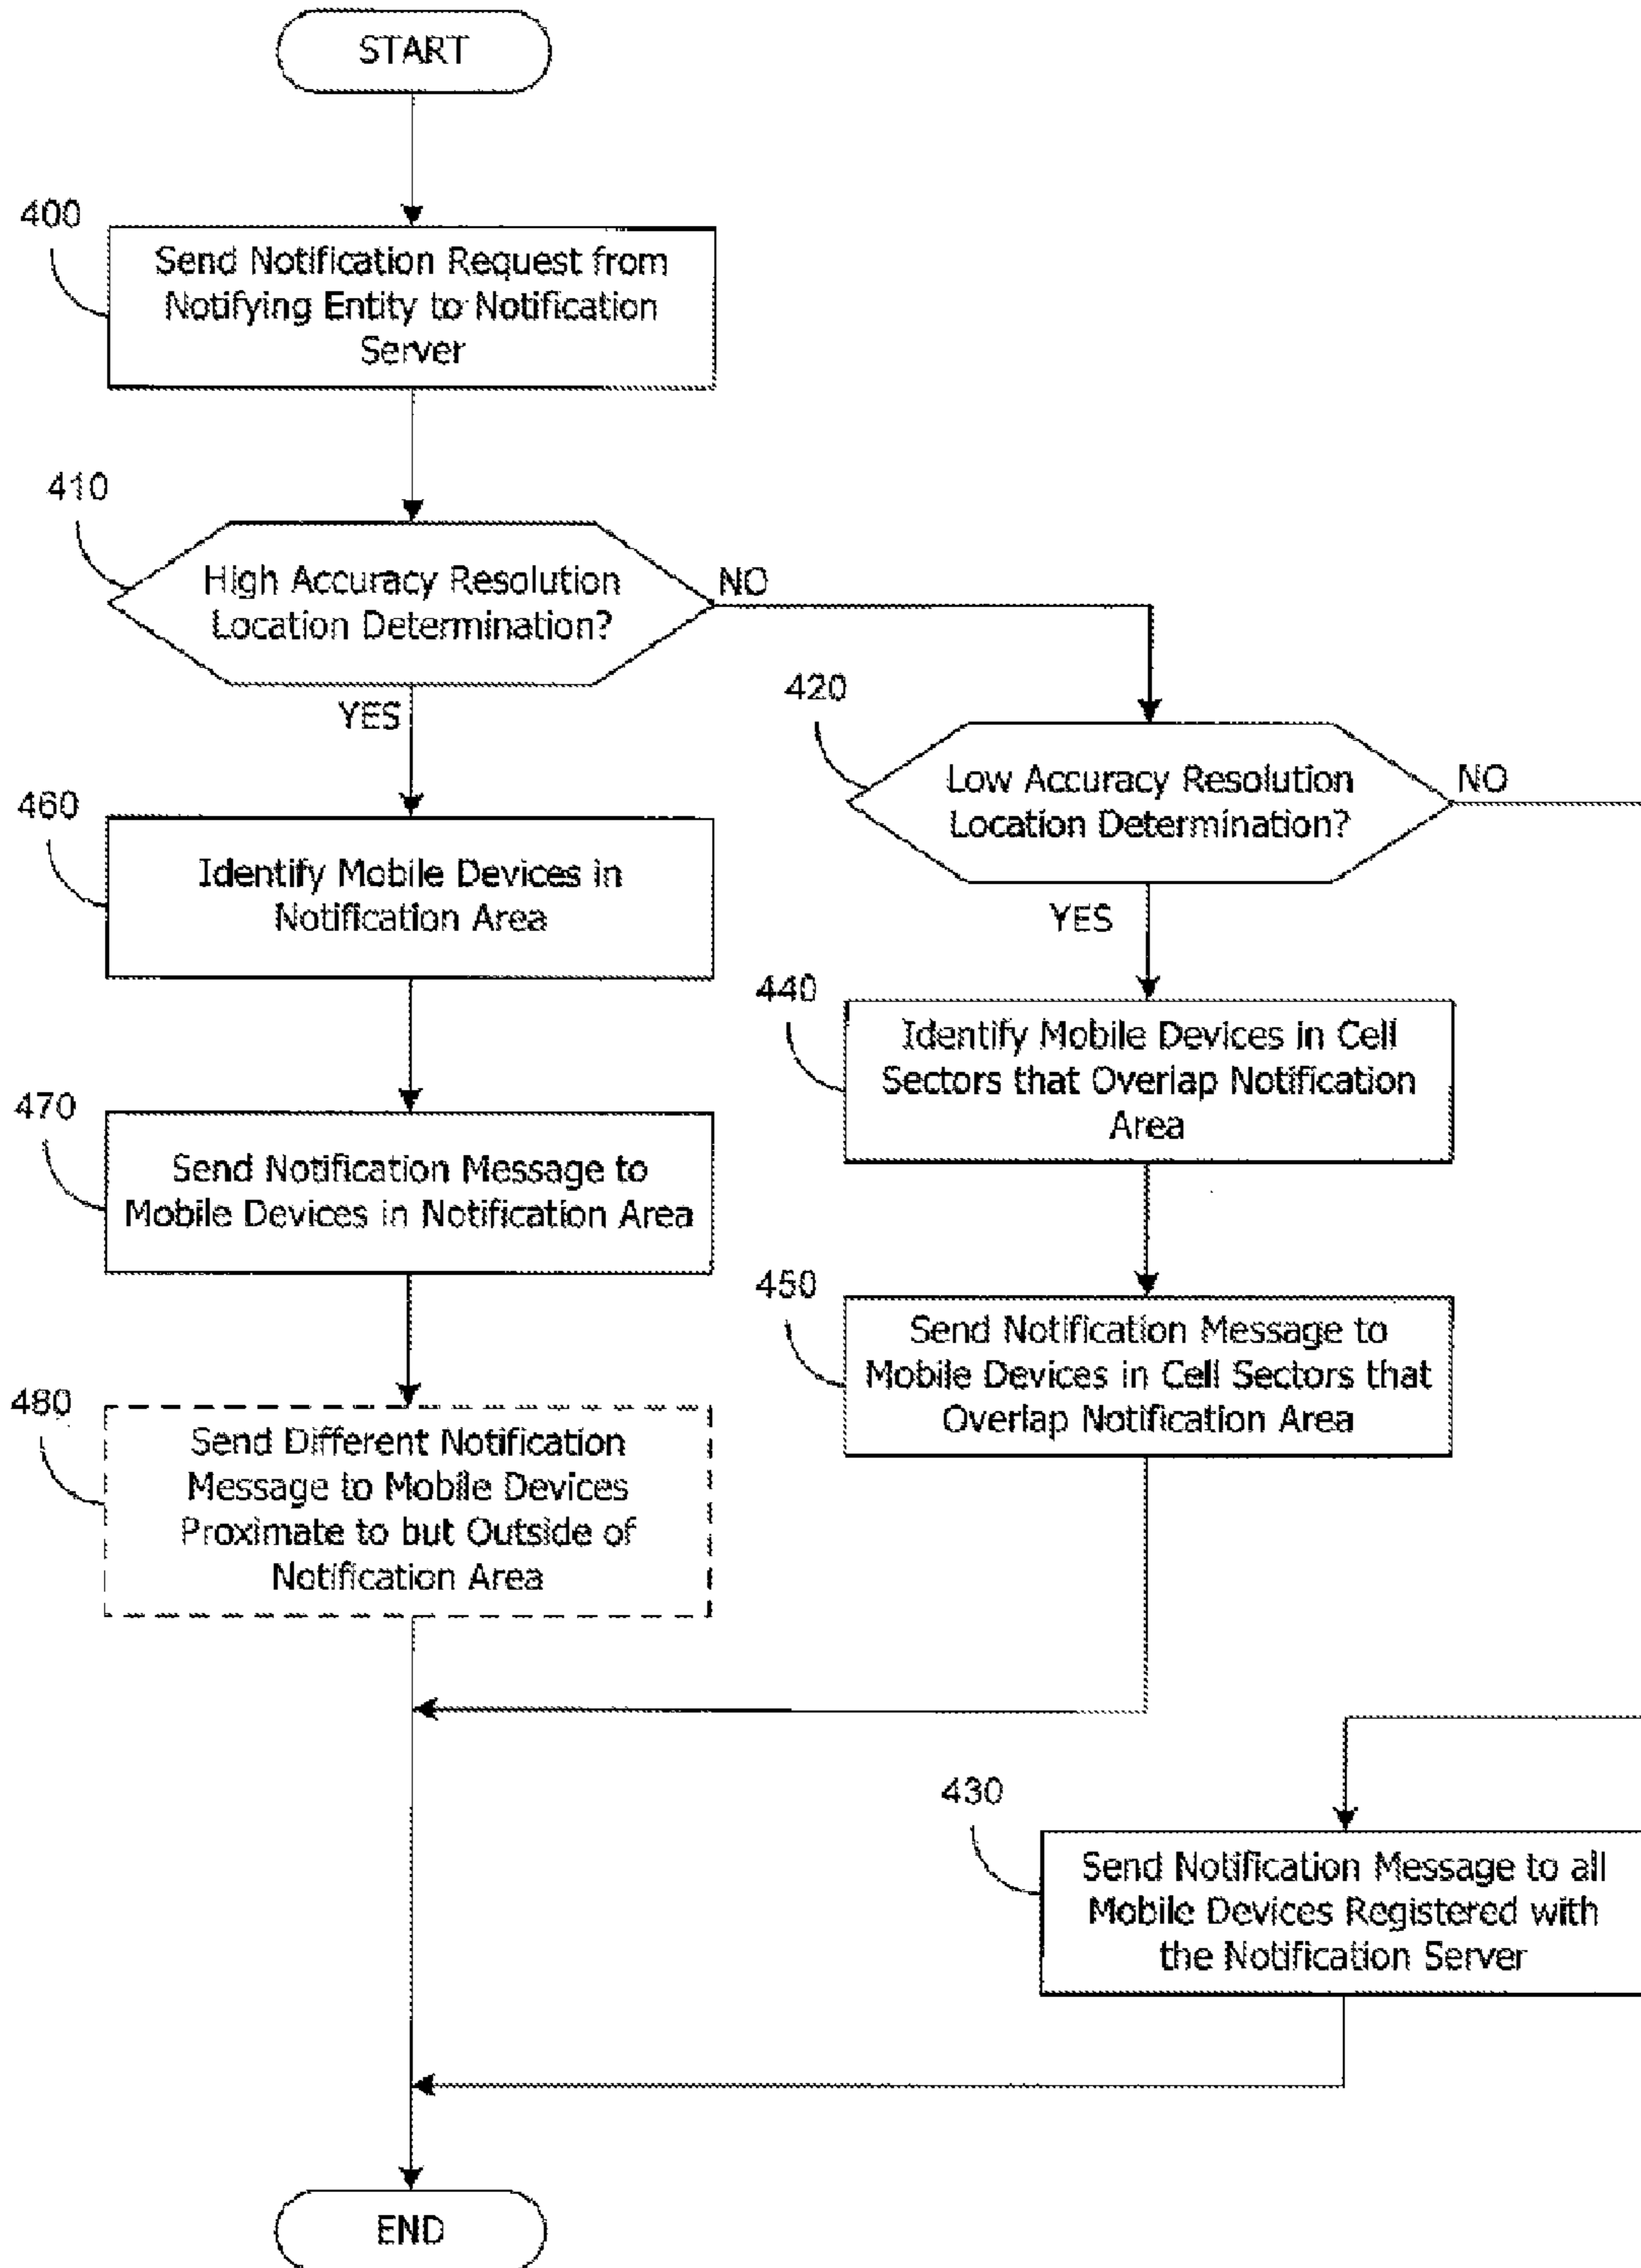 START
400
Send Notification Request from
Notifying Entity to Notification
Server
410
High Accuracy Resolution
Location Determination?
NO
YES
420
Low Accuracy Resolution
Location Determination?
NO
YES
460
Identify Mobile Devices in
Notification Area
440
Identify Mobile Devices in Cell
Sectors that Overlap Notification
Area
470
Send Notification Message to
Mobile Devices in Notification Area
450
Send Notification Message to
Mobile Devices in Cell Sectors that
Overlap Notification Area
480
Send Different Notification
Message to Mobile Devices
Proximate to but Outside of
Notification Area
430
Send Notification Message to all
Mobile Devices Registered with
the Notification Server
END